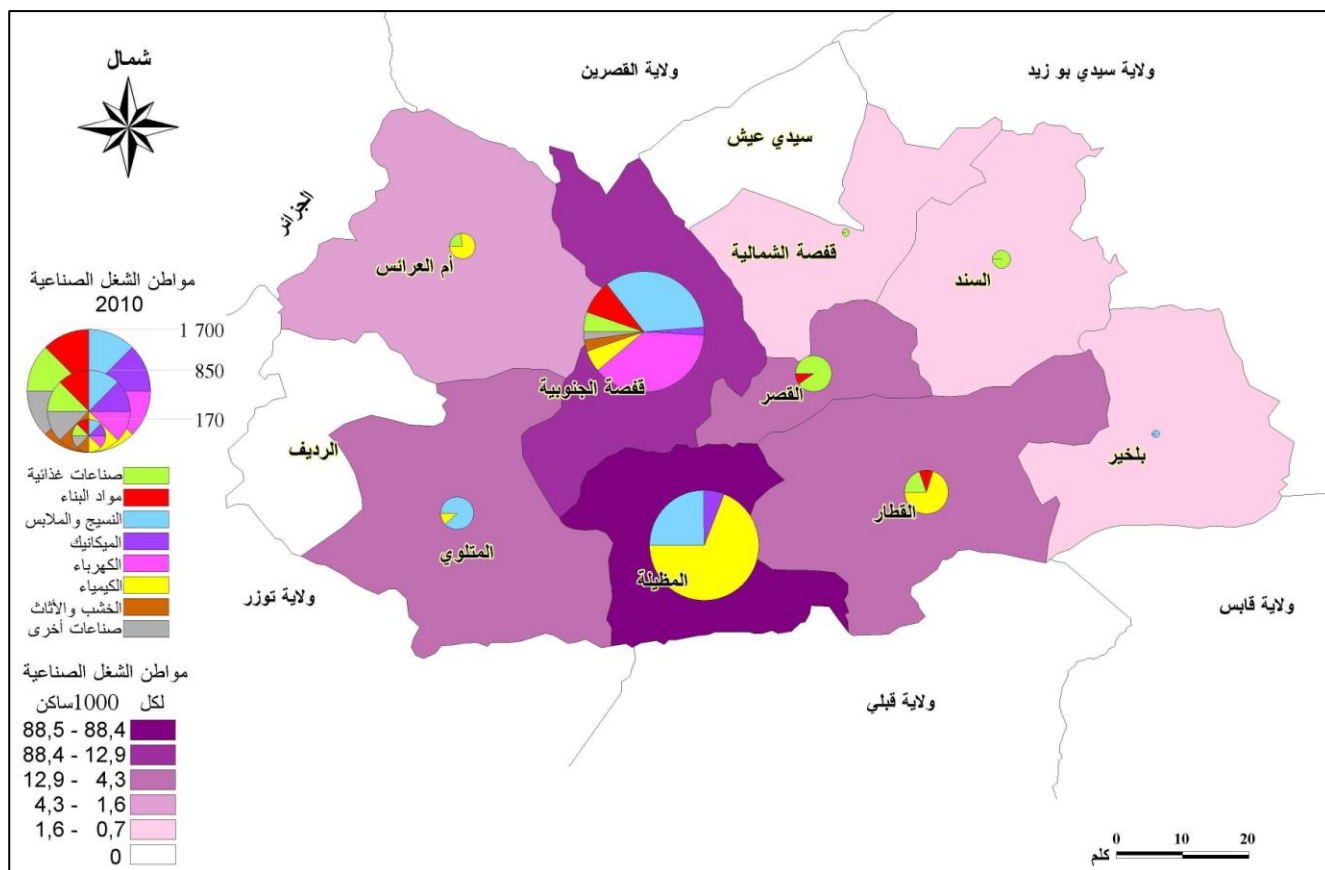 شمال
ولاية القصرين
ولاية سيدي بو زيد
سيدي عيش
الجزائر
أم العرائس
قفصة الشمالية
السند
مواطن الشغل الصناعية
2010
1 700
850
170
قفصة الجنوبية
القصر
بلخير
الرديف
المتلوي
القطار
المظيلة
صناعات غذائية
مواد البناء
النسيج والملابس
الميكانيك
الكهرباء
الكيمياء
الخشب والأثاث
صناعات أخرى
ولاية توزر
ولاية قابس
ولاية قبلي
مواطن الشغل الصناعية
لكل 1000ساكن
88,5 - 88,4
88,4 - 12,9
12,9 - 4,3
4,3 - 1,6
1,6 - 0,7
0
0 10 20
كلم